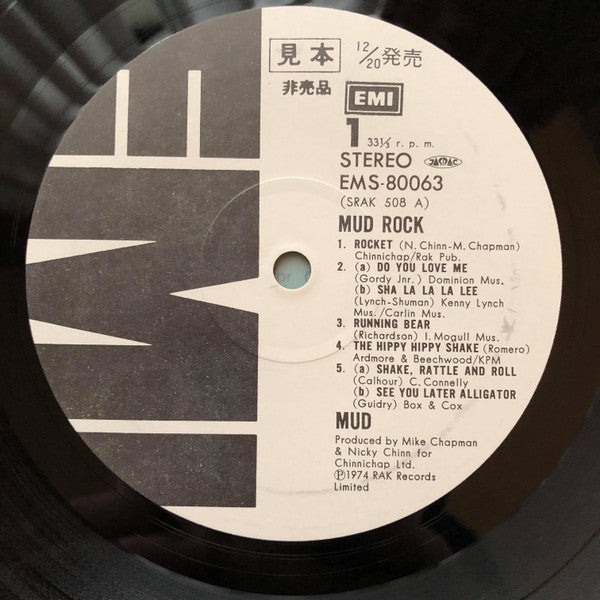 見本 12/20発売
非売品 EMI
1 33⅓ r. p. m.
STEREO JASRAC
EMS-80063
(SRAK 508 A)
MUD ROCK
1. ROCKET (N. Chinn-M. Chapman)
Chinnichap/Rak Pub.
2. (a) DO YOU LOVE ME
(Gordy Jnr.) Dominion Mus.
(b) SHA LA LA LA LEE
(Lynch-Shuman) Kenny Lynch
Mus./Carlin Mus.
3. RUNNING BEAR
(Richardson) I. Mogull Mus.
4. THE HIPPY HIPPY SHAKE (Romero)
Ardmore & Beechwood/KPM
5. (a) SHAKE, RATTLE AND ROLL
(Calhour) C. Connelly
(b) SEE YOU LATER ALLIGATOR
(Guidry) Box & Cox
MUD
Produced by Mike Chapman
& Nicky Chinn for
Chinnichap Ltd.
Ⓟ1974 RAK Records
Limited
EMI